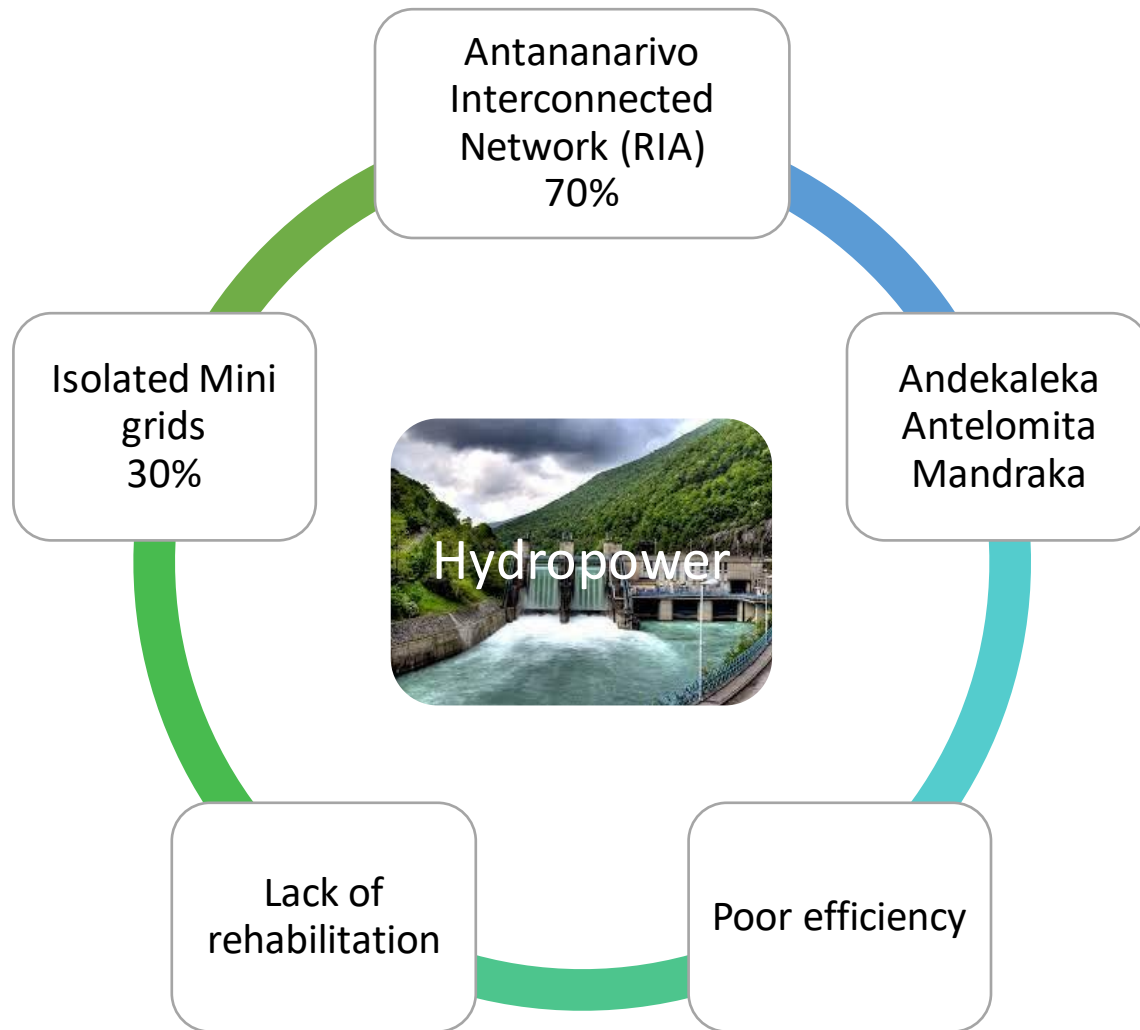 Antananarivo
Interconnected
Network (RIA)
70%
Andekaleka
Antelomita
Mandraka
Poor efficiency
Lack of
rehabilitation
Isolated Mini
grids
30%
Hydropower